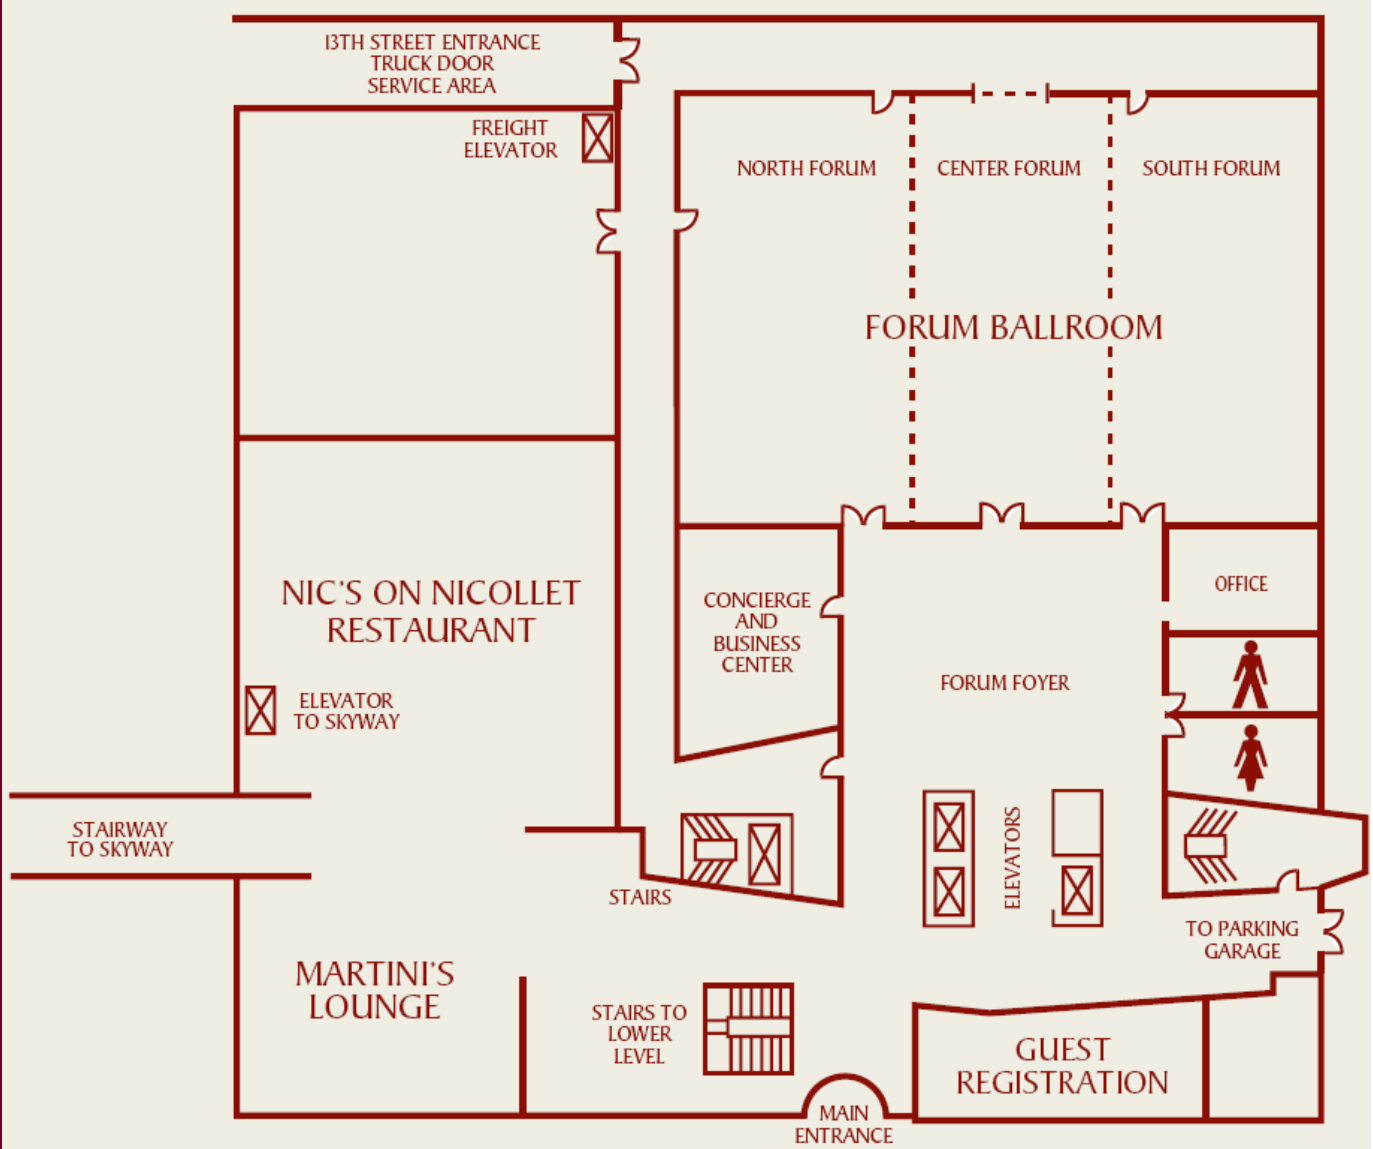 13TH STREET ENTRANCE
TRUCK DOOR
SERVICE AREA
FREIGHT
ELEVATOR
NORTH FORUM
CENTER FORUM
SOUTH FORUM
FORUM BALLROOM
NIC'S ON NICOLLET
RESTAURANT
CONCIERGE
AND
BUSINESS
CENTER
OFFICE
FORUM FOYER
ELEVATOR
TO SKYWAY
STAIRWAY
TO SKYWAY
STAIRS
ELEVATORS
TO PARKING
GARAGE
MARTINI'S
LOUNGE
STAIRS TO
LOWER
LEVEL
GUEST
REGISTRATION
MAIN
ENTRANCE